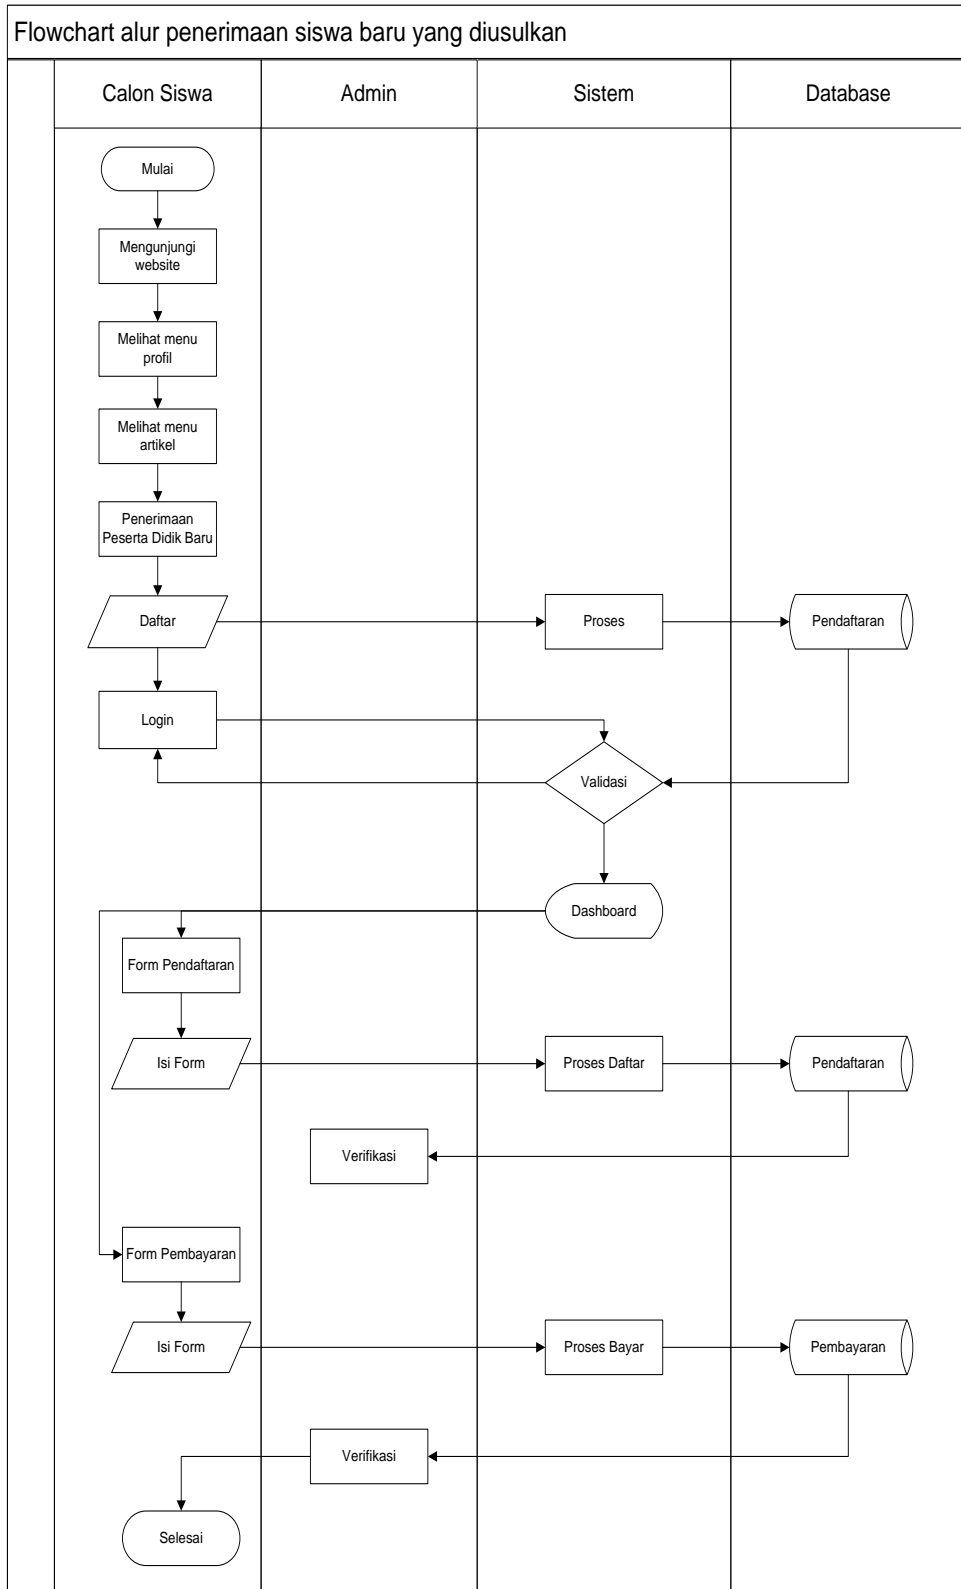 Flowchart alur penerimaan siswa baru yang diusulkan
Calon Siswa
Admin
Sistem
Database
Mulai
Mengunjungi
website
Melihat menu
profil
Melihat menu
artikel
Penerimaan
Peserta Didik Baru
Daftar
Proses
Pendaftaran
Login
Validasi
Dashboard
Form Pendaftaran
Isi Form
Proses Daftar
Pendaftaran
Verifikasi
Form Pembayaran
Isi Form
Proses Bayar
Pembayaran
Verifikasi
Selesai